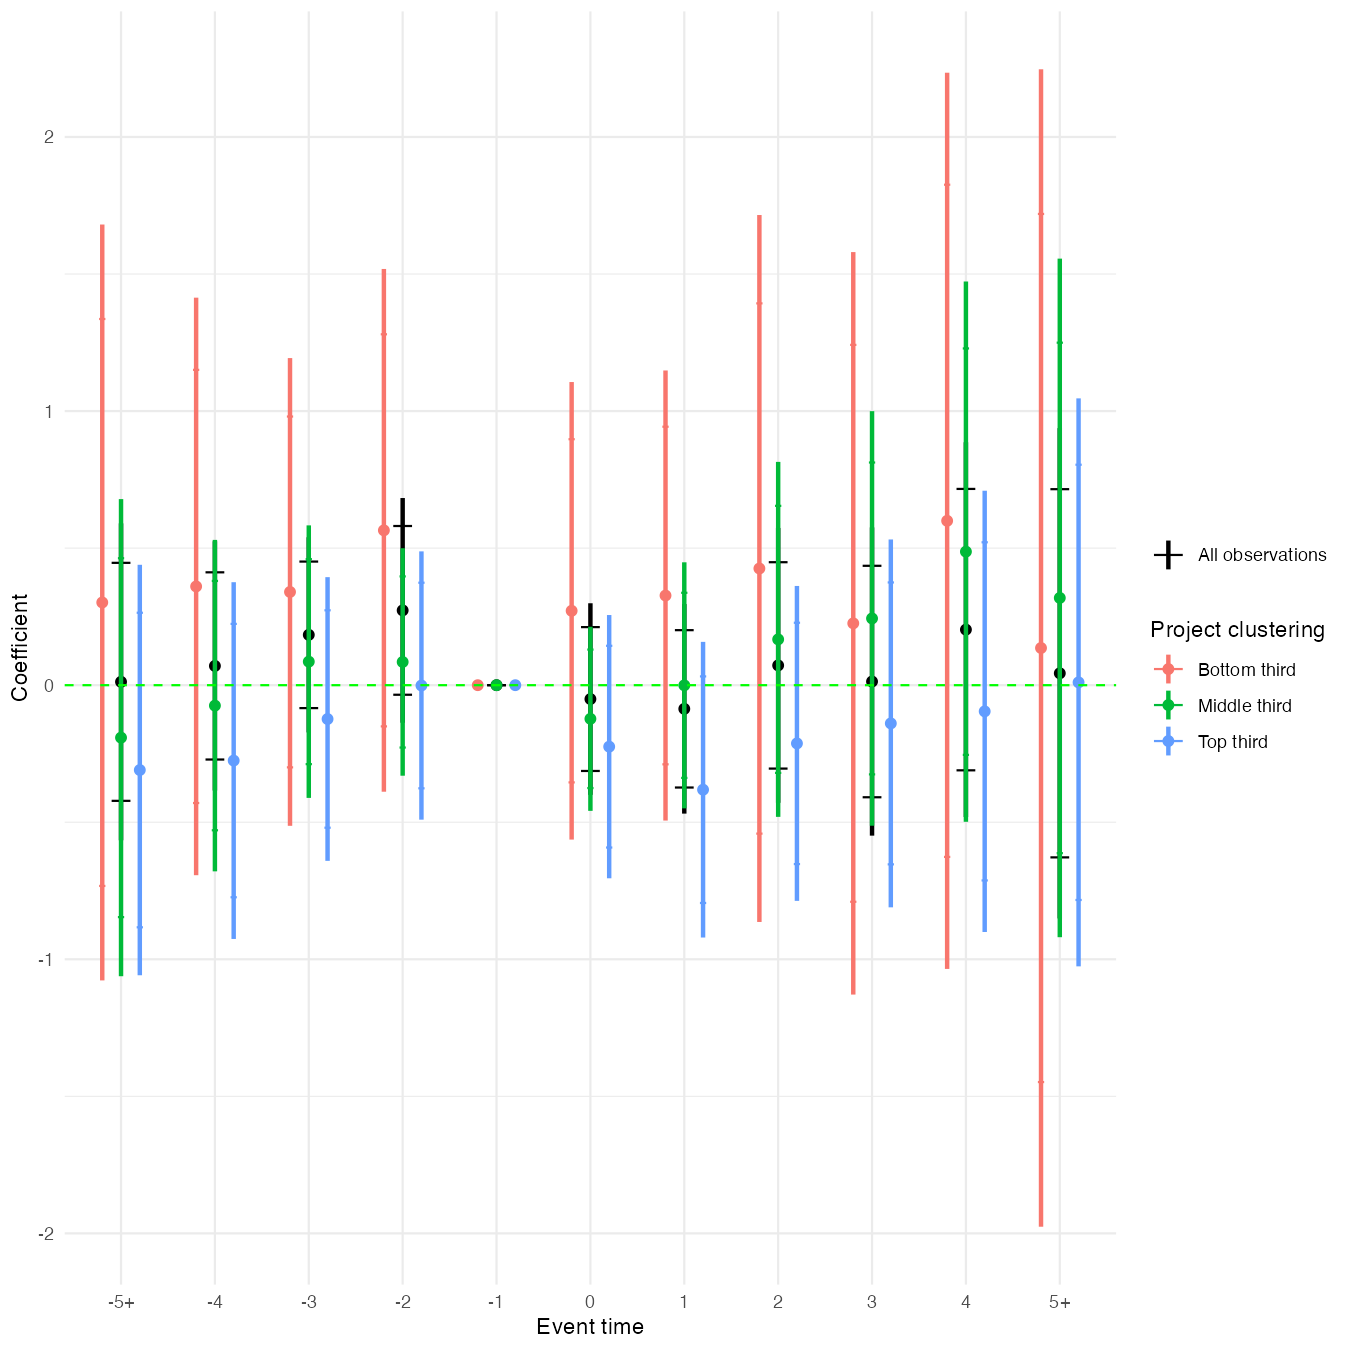 2
1
0
-1
-2
Coefficient
-5+ -4 -3 -2 -1 0 1 2 3 4 5+
Event time
All observations
Project clustering
Bottom third
Middle third
Top third